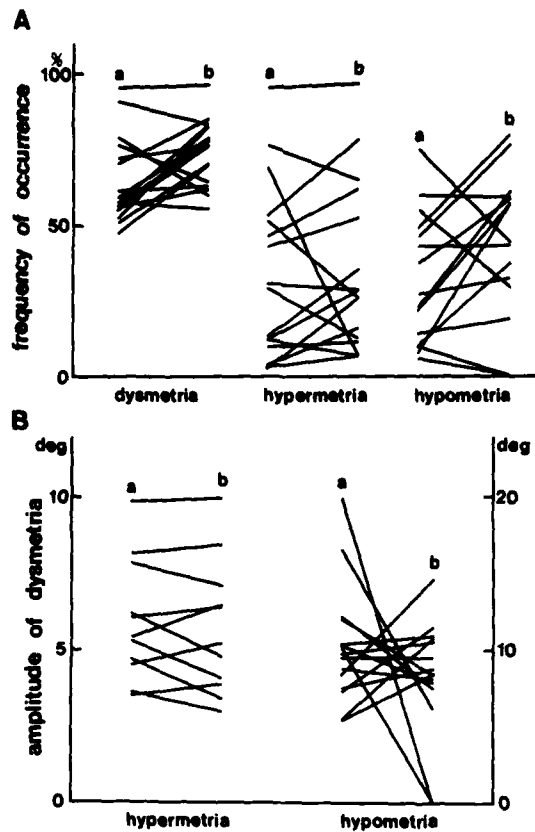 A
%
100
a b a b a b
50
0
frequency of occurrence
dysmetria hypermetria hypometria
B
deg deg
a b a b
10 20
5 10
0 0
amplitude of dysmetria
hypermetria hypometria